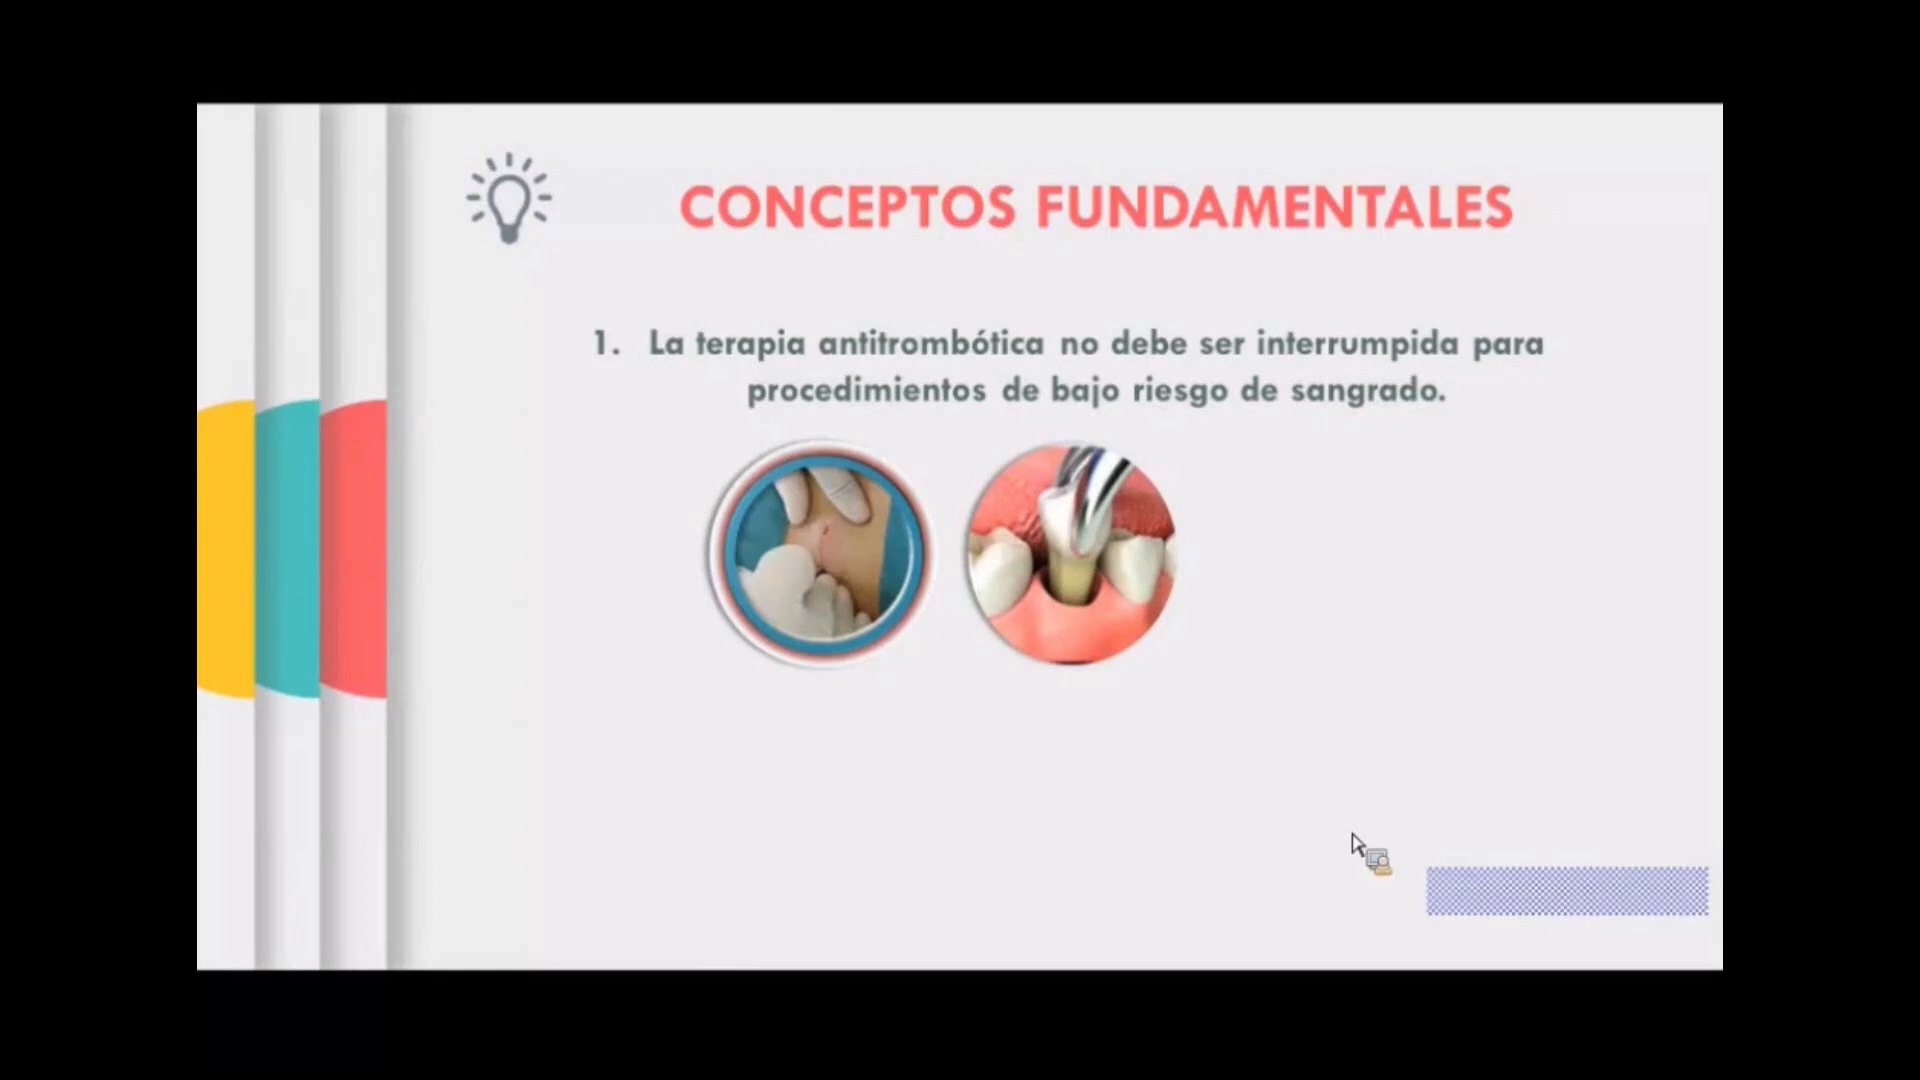 CONCEPTOS FUNDAMENTALES
1. La terapia antitrombótica no debe ser interrumpida para
procedimientos de bajo riesgo de sangrado.